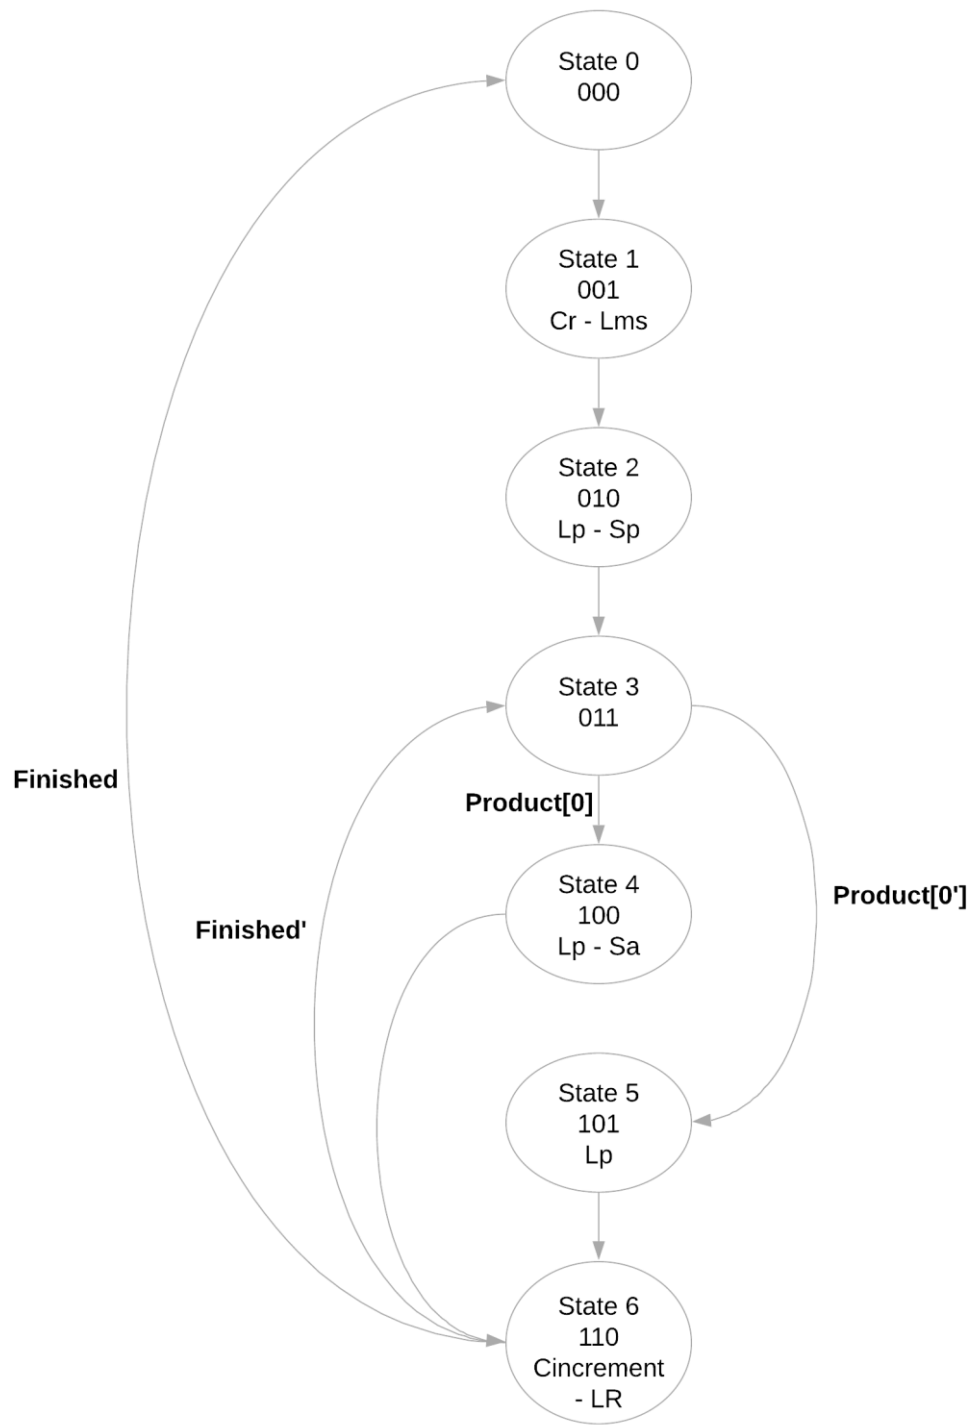 State 0
000
State 1
001
Cr - Lms
State 2
010
Lp - Sp
State 3
011
Finished
Product[0]
State 4
100
Lp - Sa
Product[0']
Finished'
State 5
101
Lp
State 6
110
Cincrement
- LR